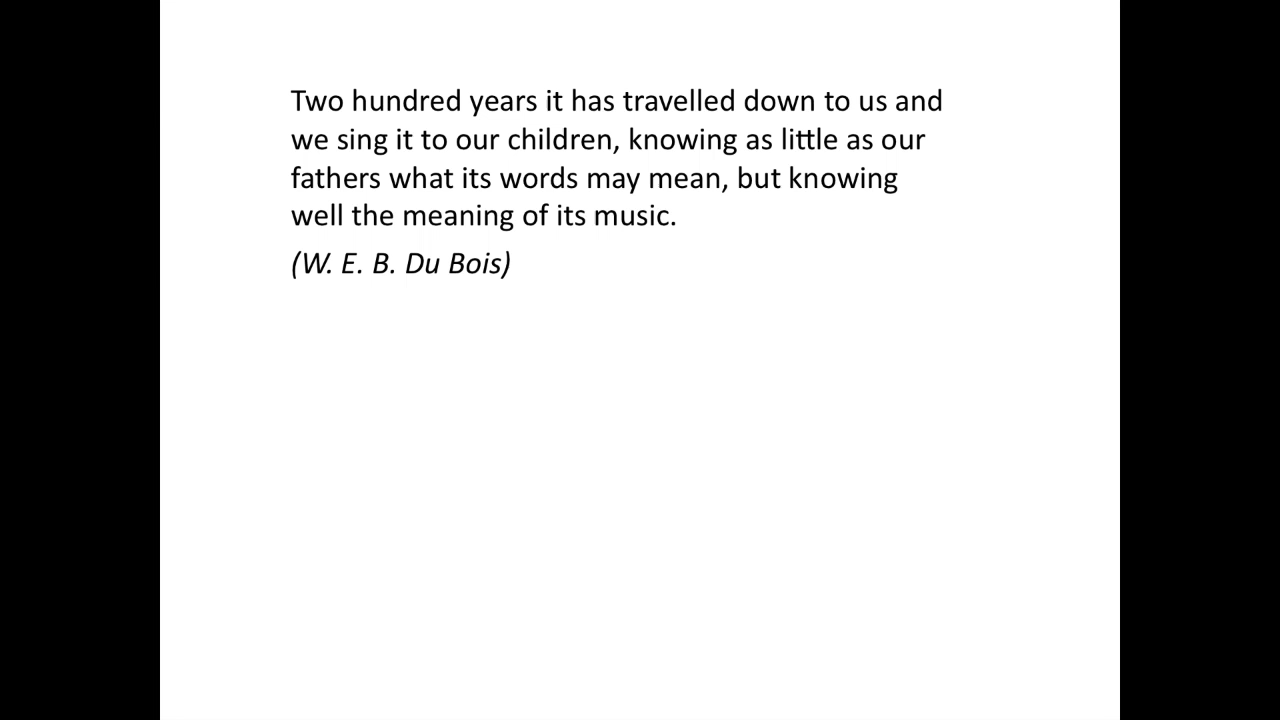 Two hundred years it has travelled down to us and
we sing it to our children, knowing as little as our
fathers what its words may mean, but knowing
well the meaning of its music.
(W. E. B. Du Bois)